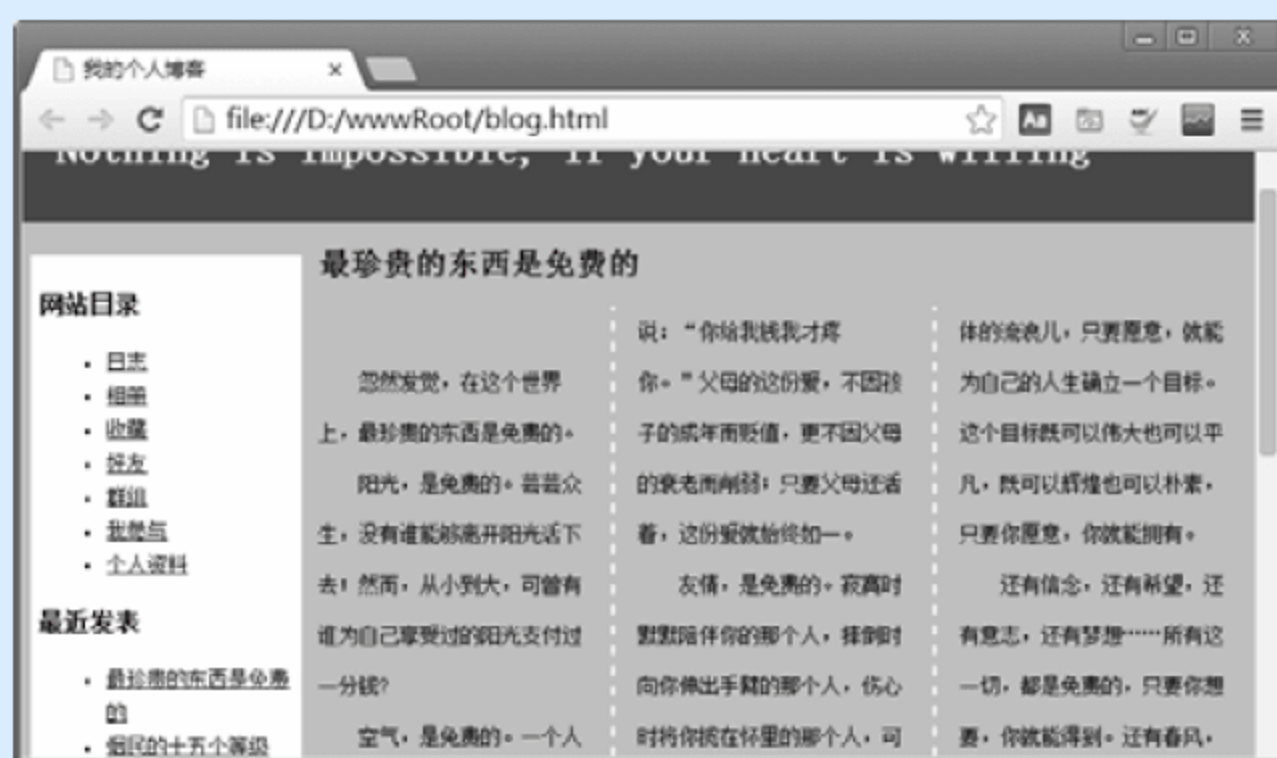 我的个人博客
file:///D:/wwwRoot/blog.html
Nothing is impossible, if your heart is willing
网站目录
日志
相册
收藏
好友
群组
我参与
个人资料
最近发表
最珍贵的东西是免费
的
倡民的十五个等级
最珍贵的东西是免费的
忽然发觉，在这个世界
上，最珍贵的东西是免费的。
阳光，是免费的。芸芸众
生，没有谁能够离开阳光活下
去！然而，从小到大，可曾有
谁为自己享受过的阳光支付过
一分钱？
空气，是免费的。一个人
说：“你给我钱我才疼
你。”父母的这份爱，不因孩
子的成年而贬值，更不因父母
的衰老而削弱；只要父母还活
着，这份爱就始终如一。
友情，是免费的。寂寞时
默默陪伴你的那个人，摔倒时
向你伸出手臂的那个人，伤心
时将你揽在怀里的那个人，可
体的流浪儿，只要愿意，就能
为自己的人生确立一个目标。
这个目标既可以伟大也可以平
凡，既可以辉煌也可以朴素，
只要你愿意，你就能拥有。
还有信念，还有希望，还
有意志，还有梦想……所有这
一切，都是免费的，只要你想
要，你就能得到。还有春风，